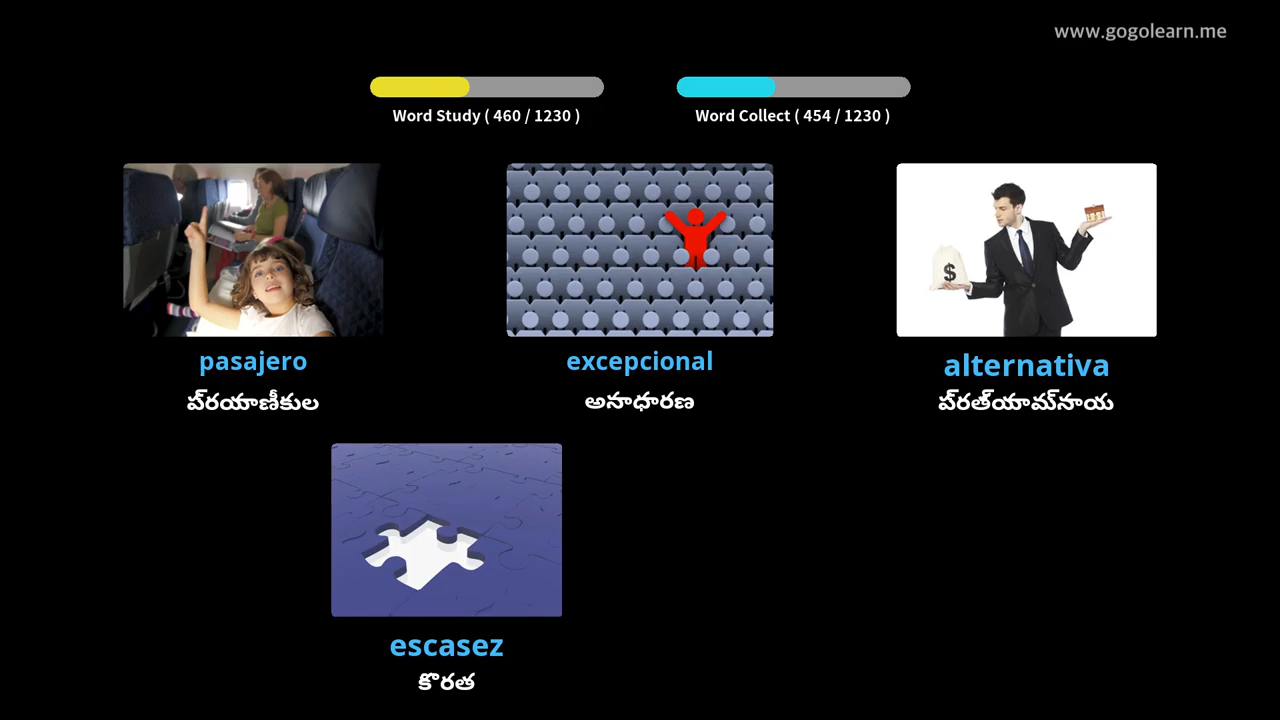 www.gogolearn.me
Word Study ( 460 / 1230 )
Word Collect ( 454 / 1230 )
pasajero
ప్రయాణీకుల
excepcional
అసాధారణ
alternativa
ప్రత్యామ్నాయ
escasez
కొరత
$